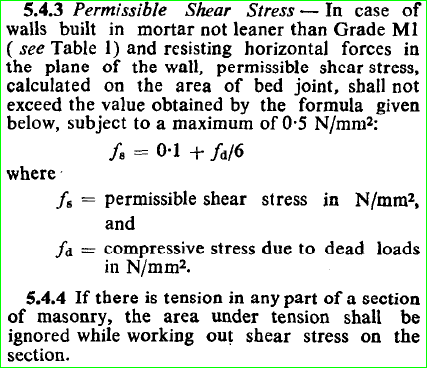 5.4.3 Permissible Shear Stress — In case of
walls built in mortar not leaner than Grade M1
( see Table 1) and resisting horizontal forces in
the plane of the wall, permissible shear stress,
calculated on the area of bed joint, shall not
exceed the value obtained by the formula given
below, subject to a maximum of 0·5 N/mm²:
fs = 0·1 + fd/6
where
fs = permissible shear stress in N/mm²,
and
fd = compressive stress due to dead loads
in N/mm².
5.4.4 If there is tension in any part of a section
of masonry, the area under tension shall be
ignored while working out shear stress on the
section.